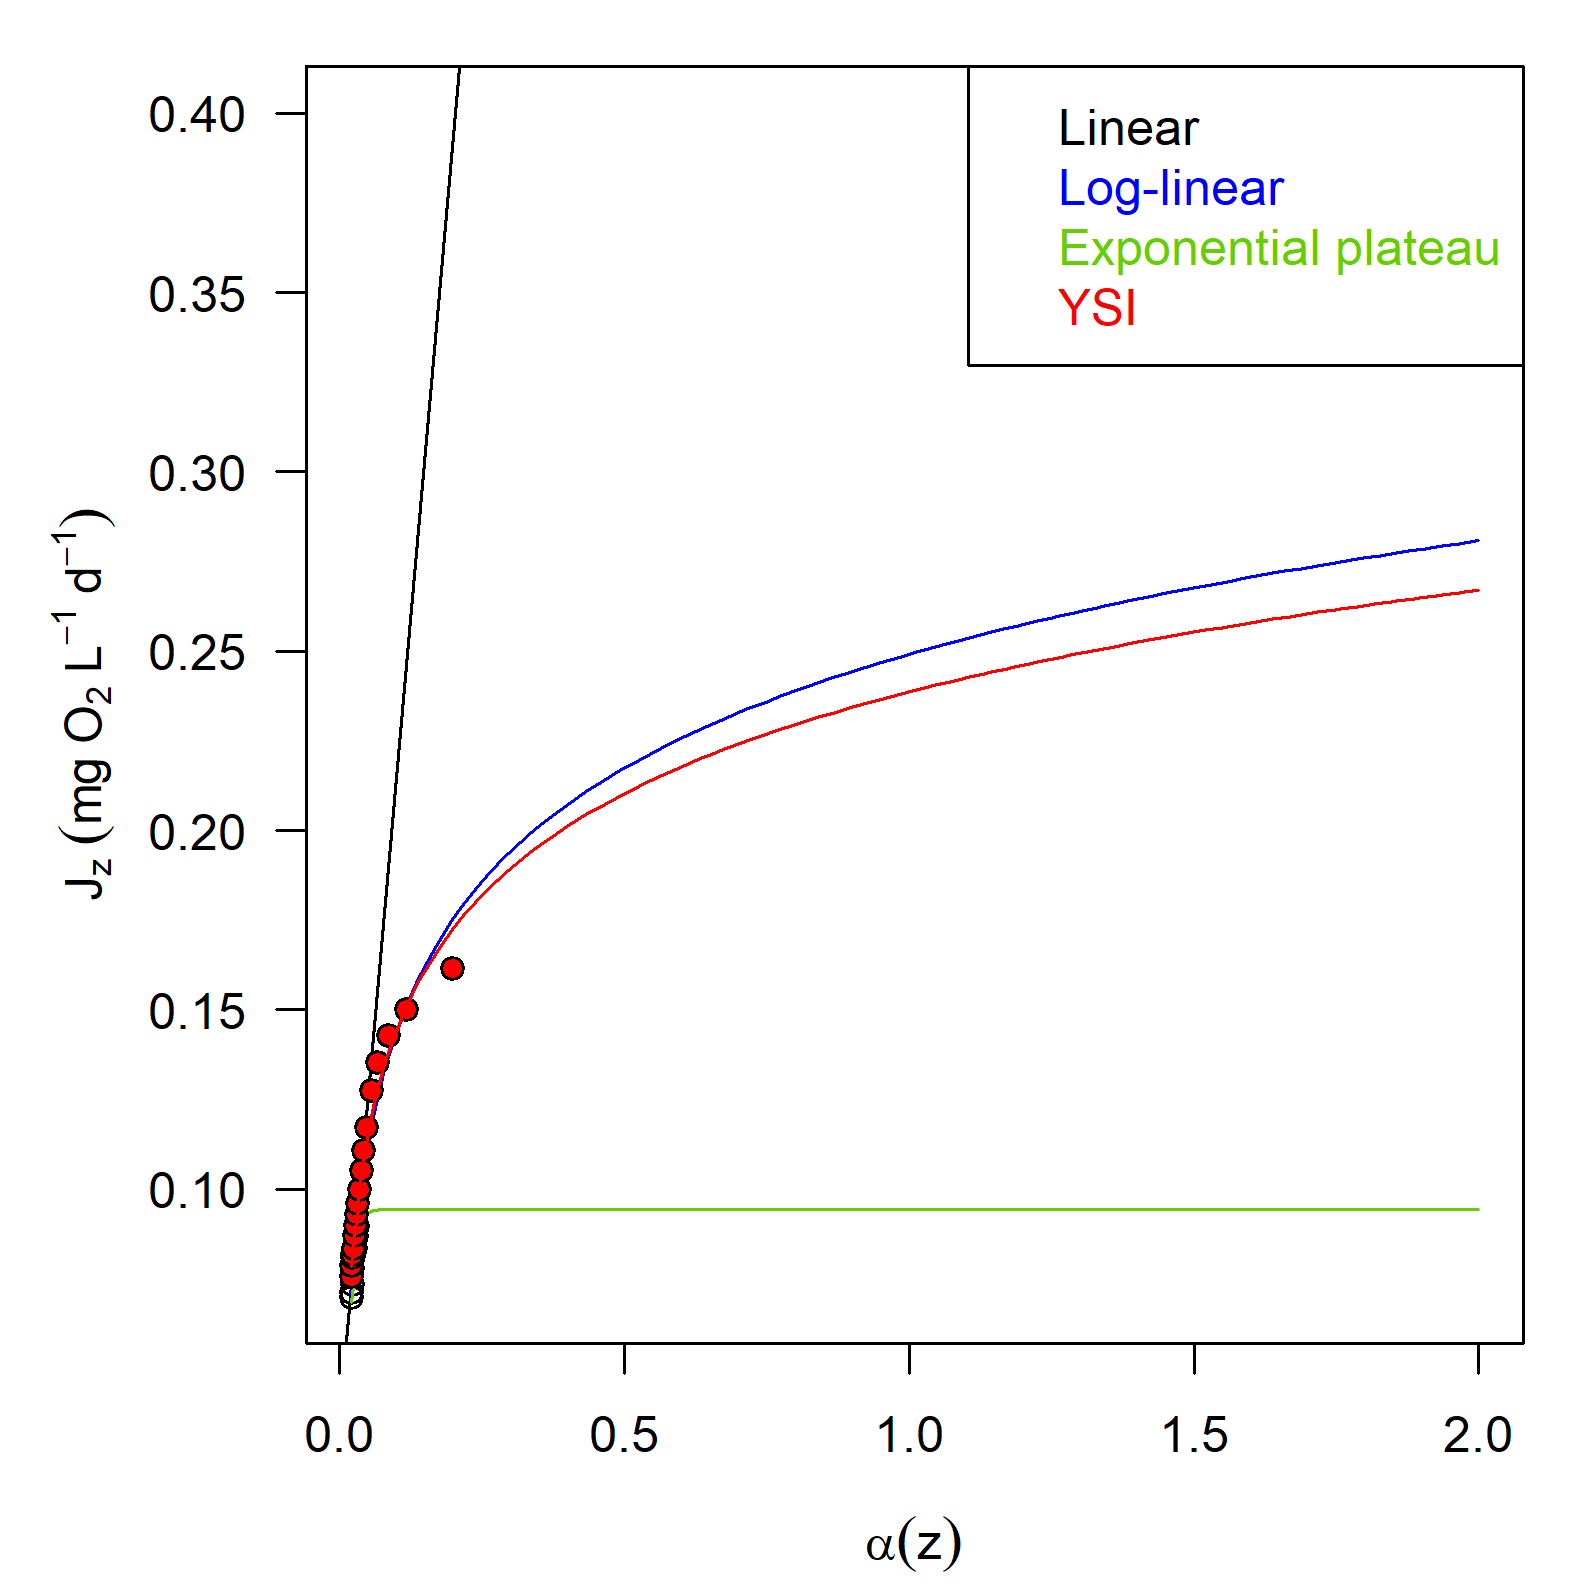 Linear
Log-linear
Exponential plateau
YSI
0.40
0.35
0.30
0.25
0.20
0.15
0.10
J_z (mg O₂ L⁻¹ d⁻¹)
0.0 0.5 1.0 1.5 2.0
α(z)